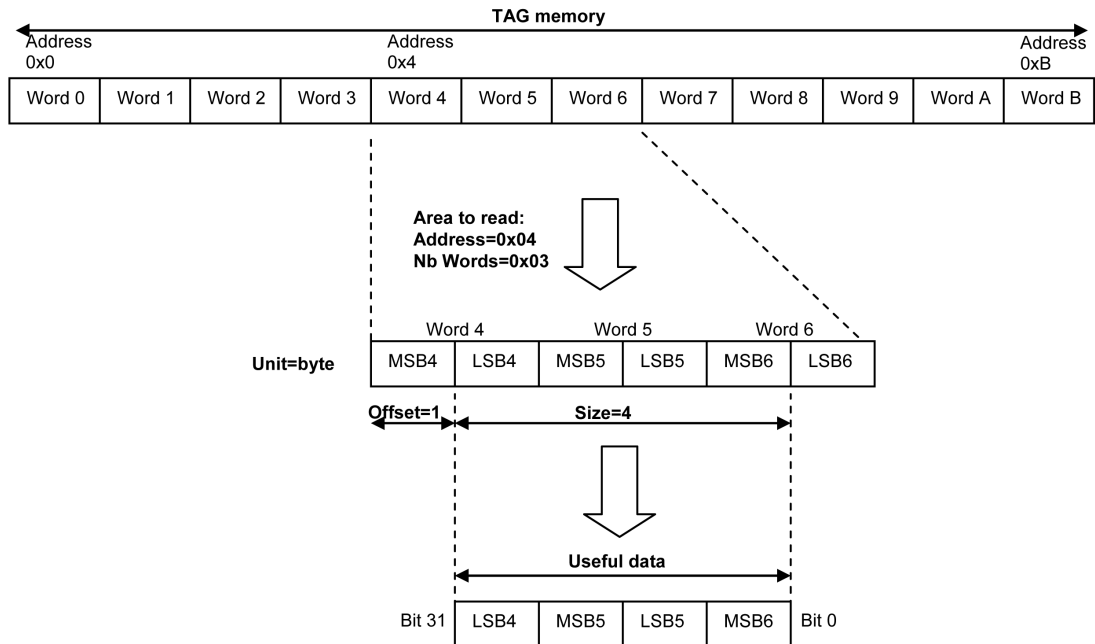 TAG memory
Address Address Address
0x0 0x4 0xB
Word 0 Word 1 Word 2 Word 3 Word 4 Word 5 Word 6 Word 7 Word 8 Word 9 Word A Word B
Area to read:
Address=0x04
Nb Words=0x03
Word 4 Word 5 Word 6
Unit=byte MSB4 LSB4 MSB5 LSB5 MSB6 LSB6
Offset=1 Size=4
Useful data
Bit 31 LSB4 MSB5 LSB5 MSB6 Bit 0